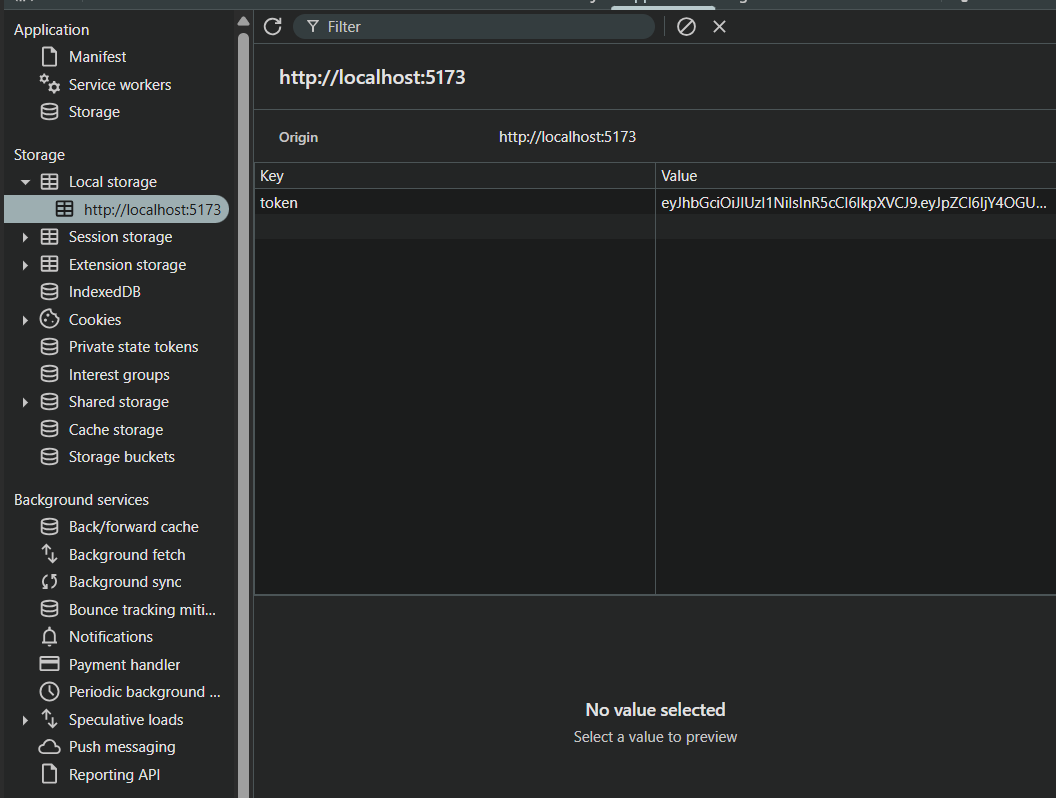 Application
Manifest
Service workers
Storage
Storage
Local storage
http://localhost:5173
Session storage
Extension storage
IndexedDB
Cookies
Private state tokens
Interest groups
Shared storage
Cache storage
Storage buckets
Background services
Back/forward cache
Background fetch
Background sync
Bounce tracking miti...
Notifications
Payment handler
Periodic background ...
Speculative loads
Push messaging
Reporting API
Filter
http://localhost:5173
Origin http://localhost:5173
Key Value
token eyJhbGciOiJIUzI1NiIsInR5cCI6IkpXVCJ9.eyJpZCI6IjY4OGU...
No value selected
Select a value to preview